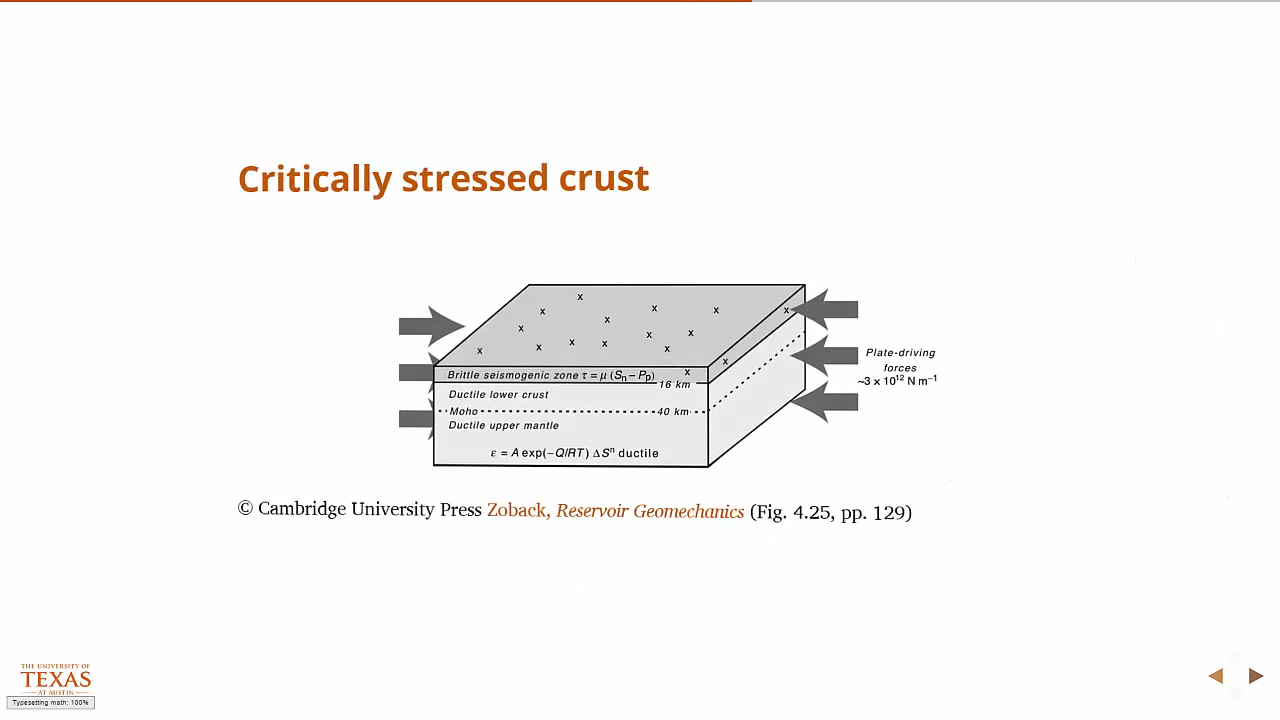 Critically stressed crust
x x x x x x x x x x x x x x x x
Brittle seismogenic zone τ = μ (Sn – Pp)
16 km
Ductile lower crust
Moho
40 km
Ductile upper mantle
ε = A exp(–Q/RT) ΔSⁿ ductile
Plate-driving
forces
~3 x 10¹² N m⁻¹
© Cambridge University Press Zoback, Reservoir Geomechanics (Fig. 4.25, pp. 129)
THE UNIVERSITY OF
TEXAS
AT AUSTIN
Typesetting math: 100%